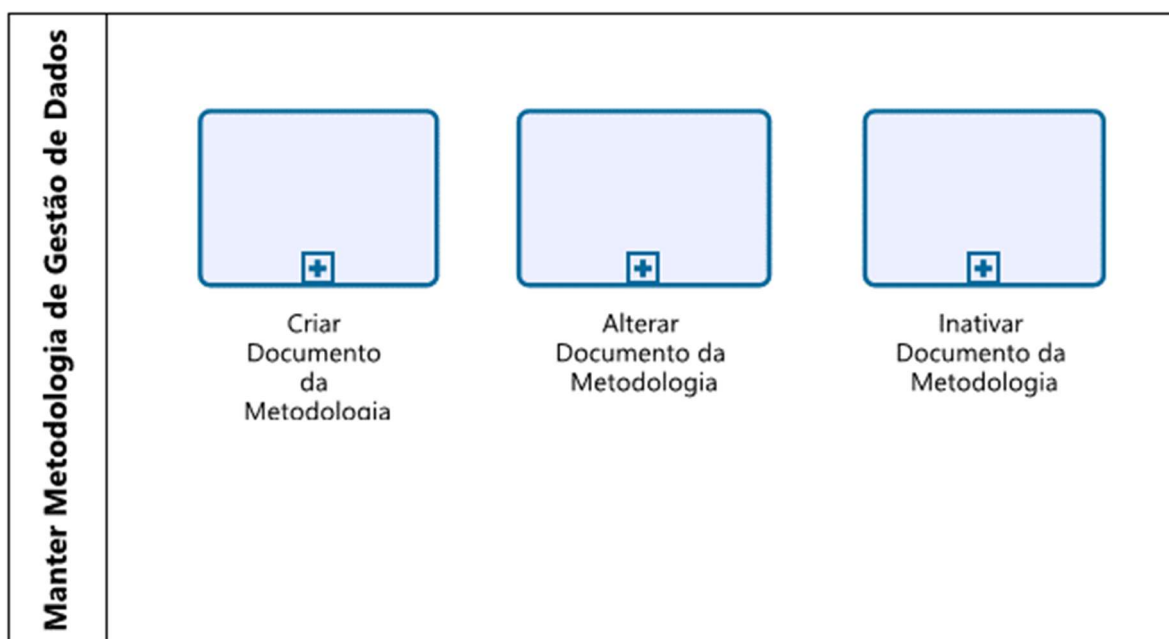 Manter Metodologia de Gestão de Dados
Criar
Documento
da
Metodologia
Alterar
Documento da
Metodologia
Inativar
Documento da
Metodologia